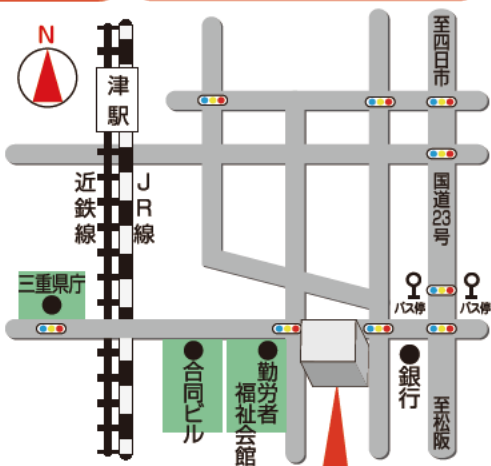 N
津駅
至四日市
近鉄線
JR線
国道23号
三重県庁
バス停
バス停
合同ビル
勤労者
福祉会館
銀行
至松阪